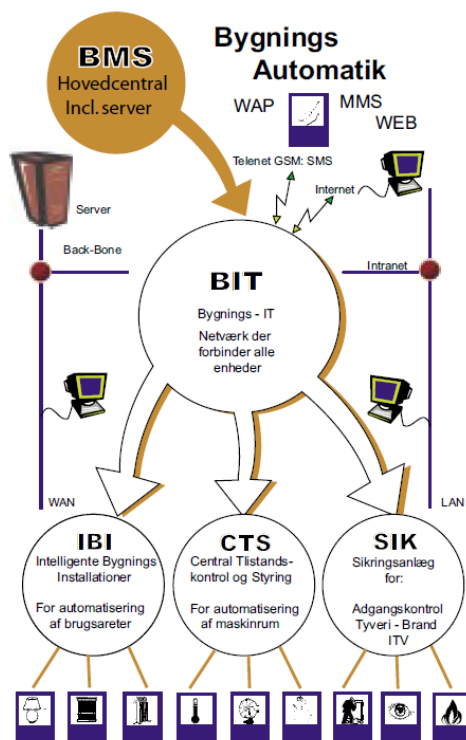 BMS
Hovedcentral
Incl. server
Bygnings
Automatik
WAP
MMS
WEB
Telenet GSM: SMS
Internet
Server
Back-Bone
Intranet
BIT
Bygnings - IT
Netværk der
forbinder alle
enheder
WAN
LAN
IBI
Intelligente Bygnings
Installationer
For automatisering
af brugsareter
CTS
Central Tlistands-
kontrol og Styring
For automatisering
af maskinrum
SIK
Sikringsanlæg
for:
Adgangskontrol
Tyveri - Brand
ITV